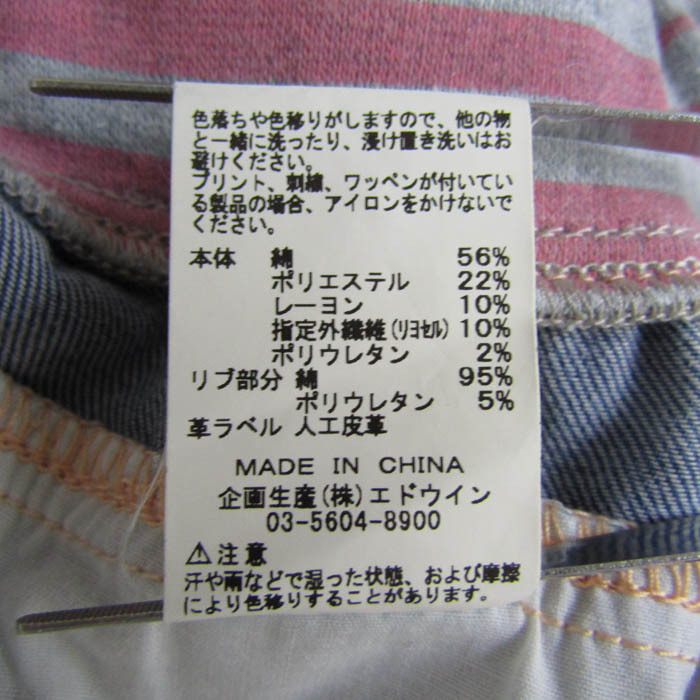 色落ちや色移りがしますので、他の物
と一緒に洗ったり、浸け置き洗いはお
避けください。
プリント、刺繍、ワッペンが付いてい
る製品の場合、アイロンをかけないで
ください。
本体 綿 56%
ポリエステル 22%
レーヨン 10%
指定外繊維(リヨセル) 10%
ポリウレタン 2%
リブ部分 綿 95%
ポリウレタン 5%
革ラベル 人工皮革
MADE IN CHINA
企画生産(株)エドウイン
03-5604-8900
⚠注意
汗や雨などで湿った状態、および摩擦
により色移りすることがあります。